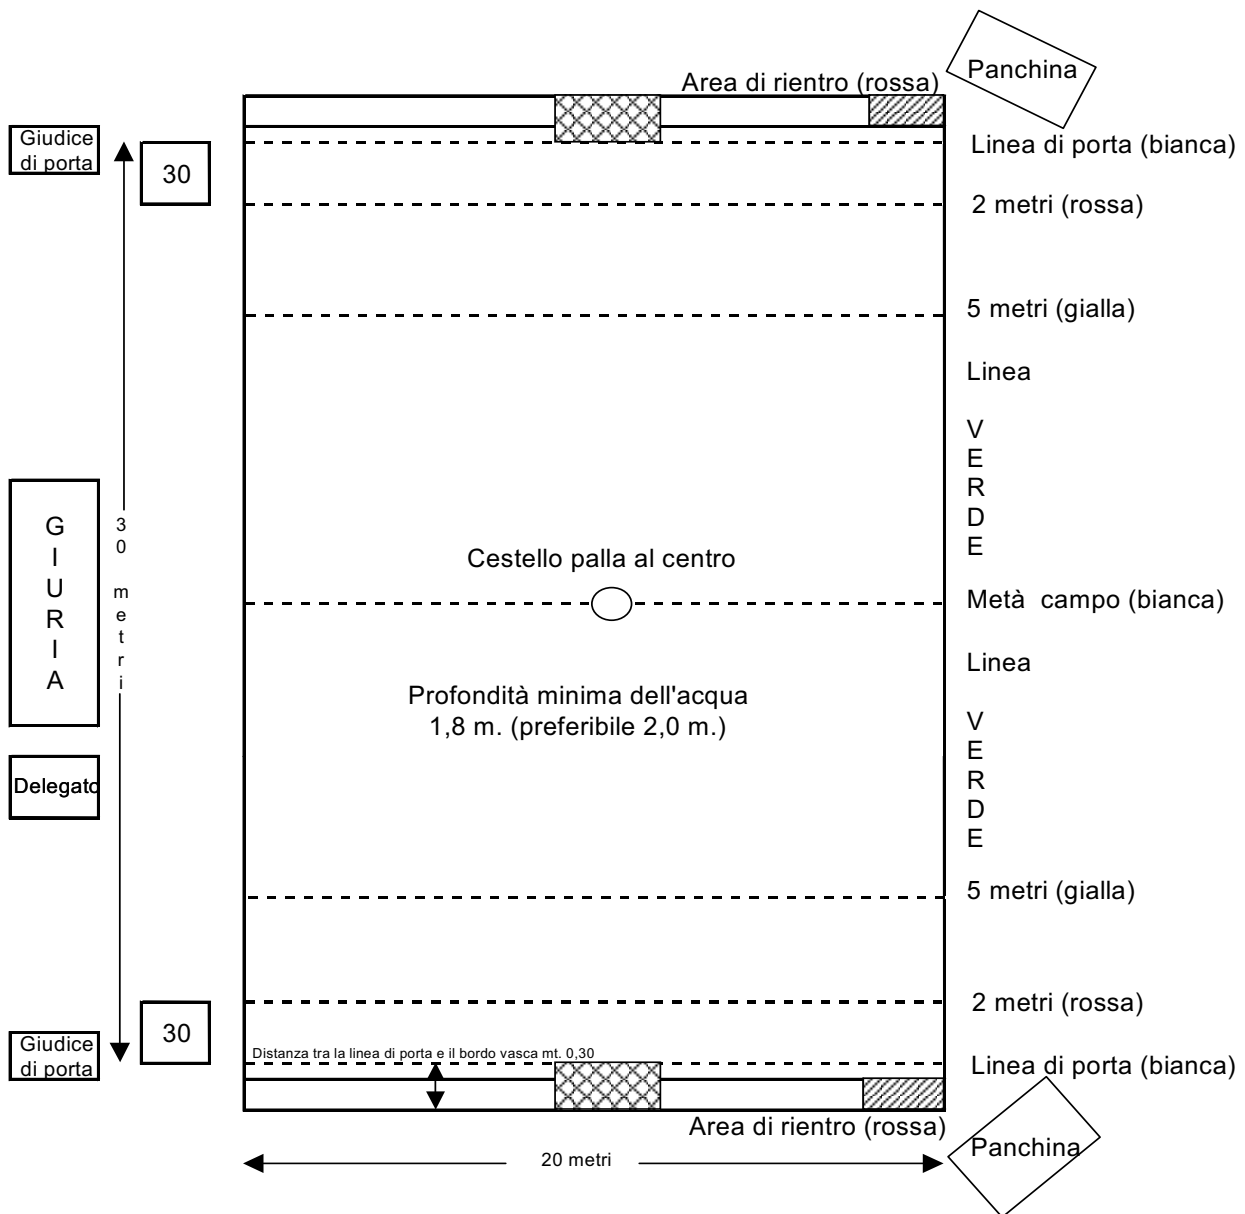 Panchina
Area di rientro (rossa)
Giudice
di porta
30
Linea di porta (bianca)
2 metri (rossa)
5 metri (gialla)
Linea
V
E
R
D
E
G
I
U
R
I
A
3
0
m
e
t
r
i
Cestello palla al centro
Metà campo (bianca)
Linea
Profondità minima dell'acqua
1,8 m. (preferibile 2,0 m.)
V
E
R
D
E
Delegato
5 metri (gialla)
2 metri (rossa)
30
Giudice
di porta
Distanza tra la linea di porta e il bordo vasca mt. 0,30
Linea di porta (bianca)
Area di rientro (rossa)
Panchina
20 metri